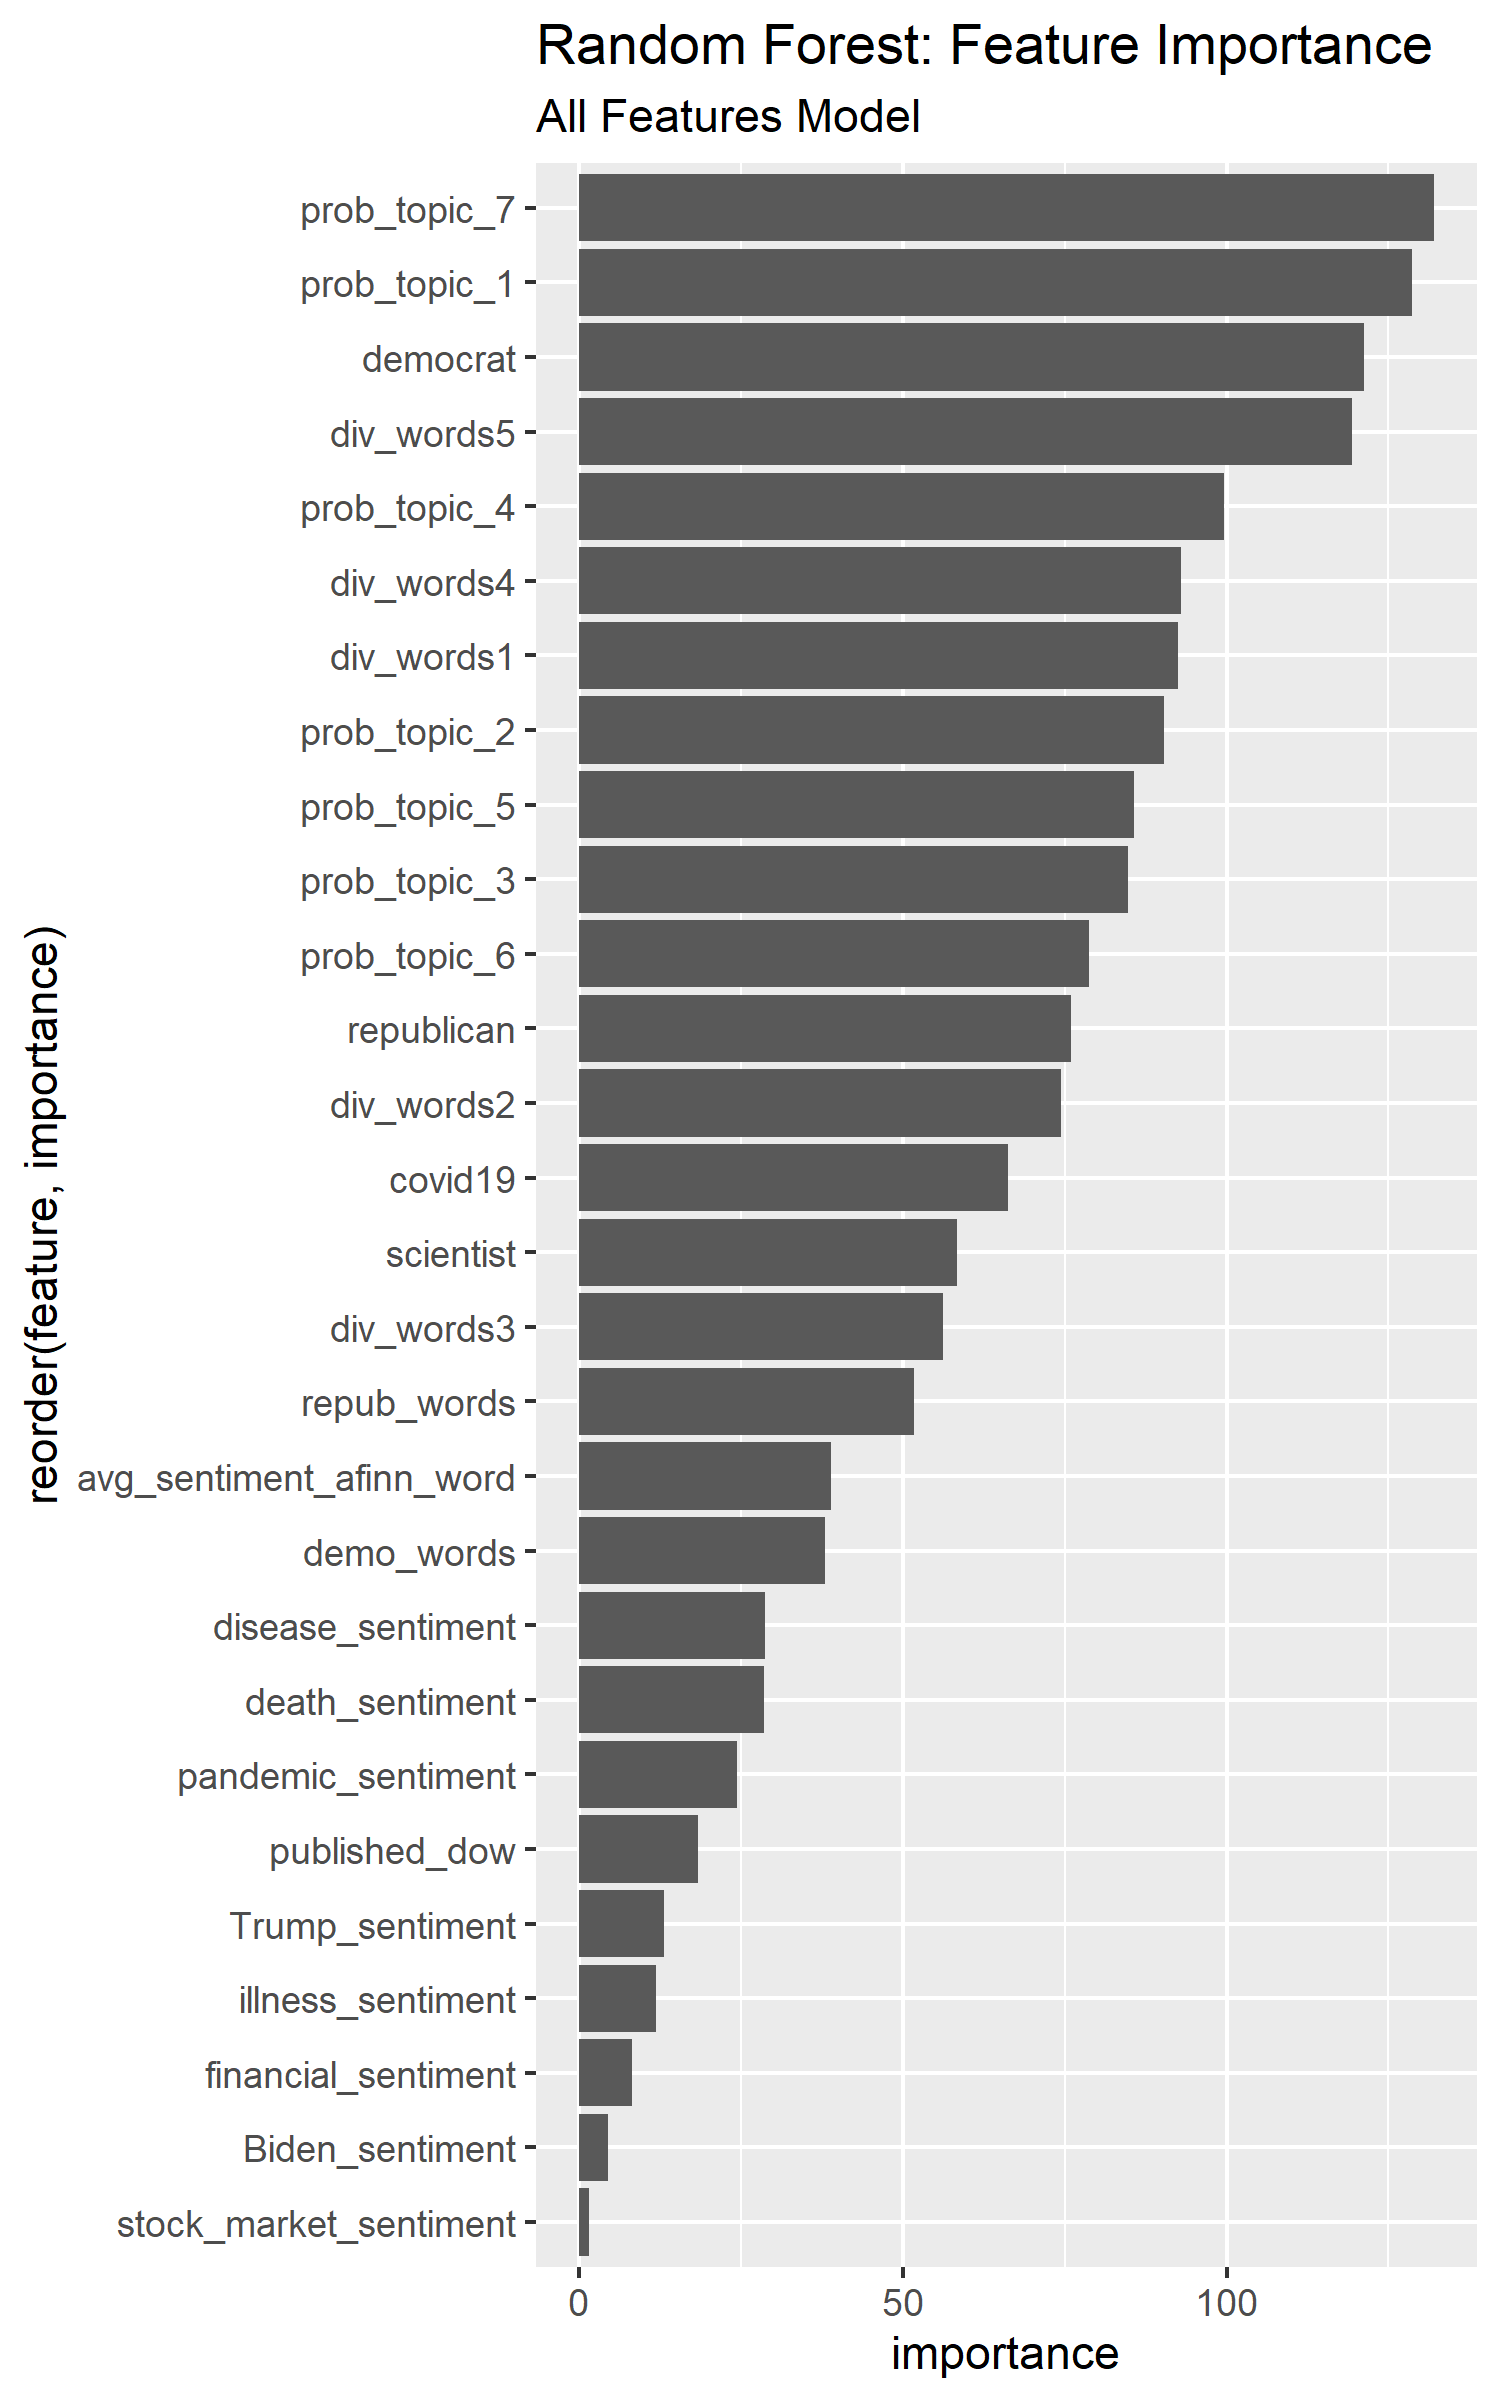 Random Forest: Feature Importance
All Features Model
prob_topic_7
prob_topic_1
democrat
div_words5
prob_topic_4
div_words4
div_words1
prob_topic_2
prob_topic_5
prob_topic_3
prob_topic_6
republican
div_words2
covid19
scientist
div_words3
repub_words
avg_sentiment_afinn_word
demo_words
disease_sentiment
death_sentiment
pandemic_sentiment
published_dow
Trump_sentiment
illness_sentiment
financial_sentiment
Biden_sentiment
stock_market_sentiment
reorder(feature, importance)
0 50 100
importance